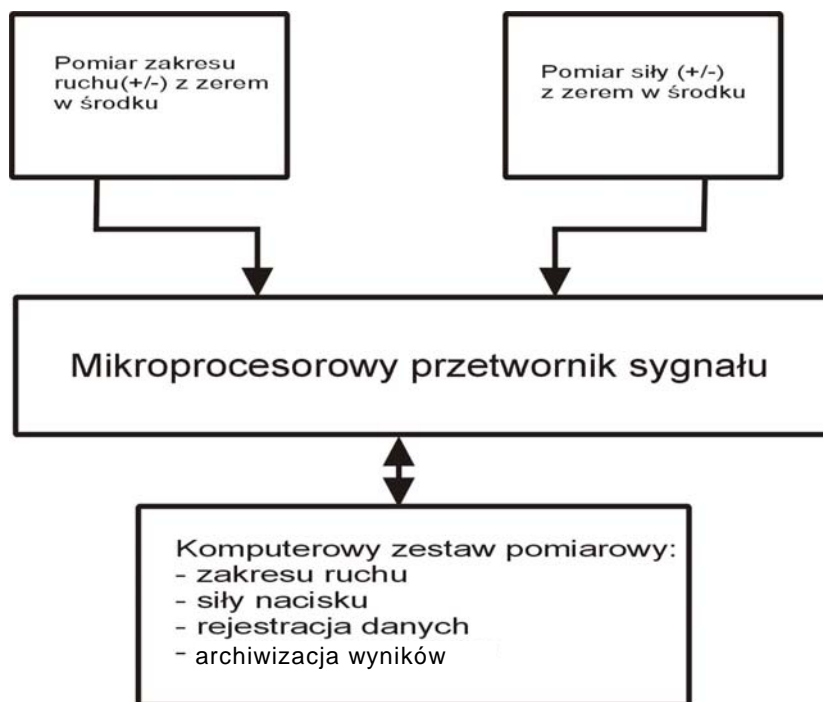 Pomiar zakresu
ruchu(+/-) z zerem
w środku
Pomiar siły (+/-)
z zerem w środku
Mikroprocesorowy przetwornik sygnału
Komputerowy zestaw pomiarowy:
- zakresu ruchu
- siły nacisku
- rejestracja danych
- archiwizacja wyników